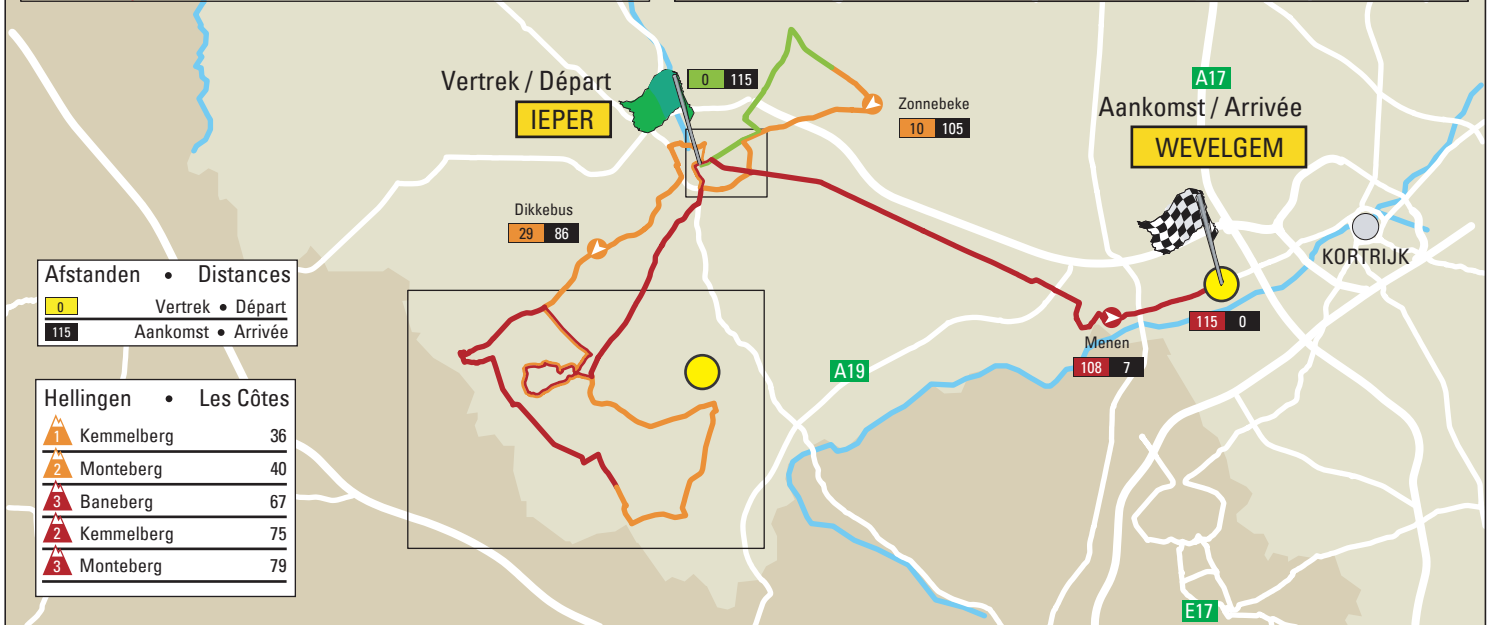 Vertrek / Départ
IEPER
0 115
Zonnebeke
10 105
A17
Aankomst / Arrivée
WEVELGEM
Dikkebus
29 86
KORTRIJK
Afstanden • Distances
0 Vertrek • Départ
115 Aankomst • Arrivée
115 0
Menen
108 7
A19
Hellingen • Les Côtes
1 Kemmelberg 36
2 Monteberg 40
3 Baneberg 67
2 Kemmelberg 75
3 Monteberg 79
E17